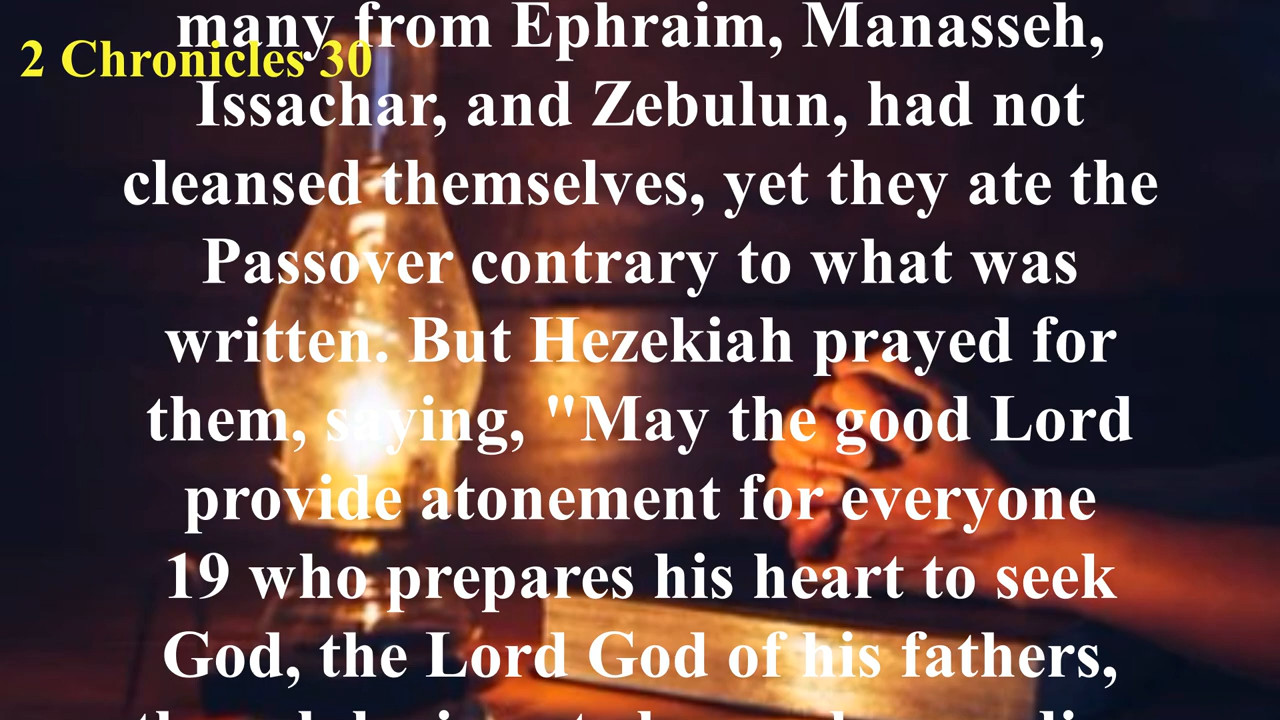 many from Ephraim, Manasseh,
2 Chronicles 30
Issachar, and Zebulun, had not
cleansed themselves, yet they ate the
Passover contrary to what was
written. But Hezekiah prayed for
them, saying, "May the good Lord
provide atonement for everyone
19 who prepares his heart to seek
God, the Lord God of his fathers,